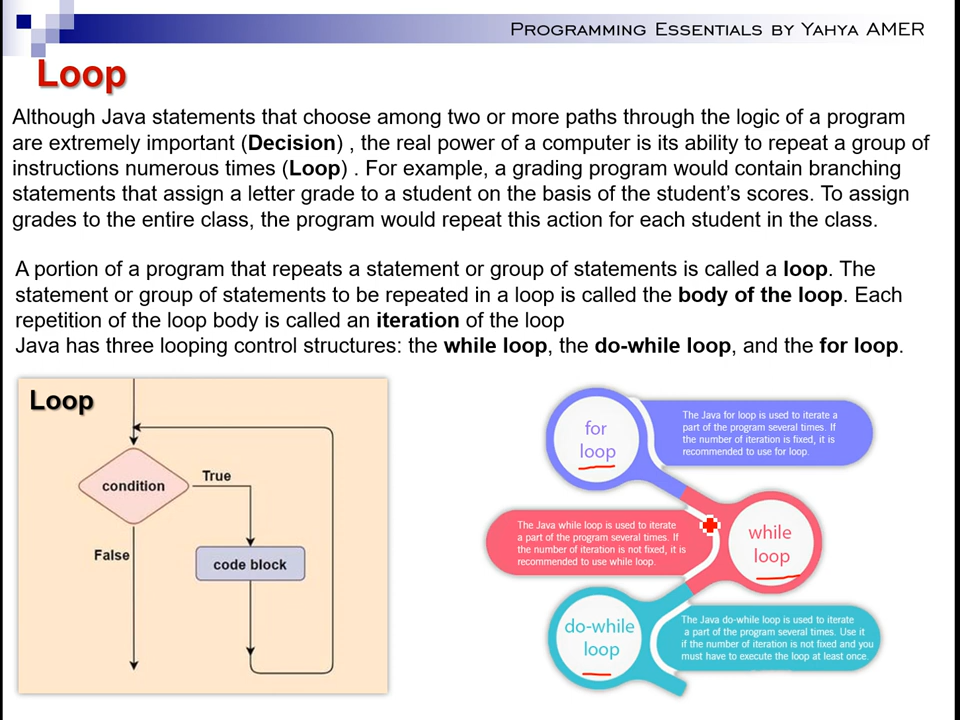 PROGRAMMING ESSENTIALS BY YAHYA AMER
Loop
Although Java statements that choose among two or more paths through the logic of a program
are extremely important (Decision) , the real power of a computer is its ability to repeat a group of
instructions numerous times (Loop) . For example, a grading program would contain branching
statements that assign a letter grade to a student on the basis of the student’s scores. To assign
grades to the entire class, the program would repeat this action for each student in the class.
A portion of a program that repeats a statement or group of statements is called a loop. The
statement or group of statements to be repeated in a loop is called the body of the loop. Each
repetition of the loop body is called an iteration of the loop
Java has three looping control structures: the while loop, the do-while loop, and the for loop.
Loop
condition
True
False
code block
for
loop
The Java for loop is used to iterate a
part of the program several times. If
the number of iteration is fixed, it is
recommended to use for loop.
The Java while loop is used to iterate
a part of the program several times. If
the number of iteration is not fixed, it is
recommended to use while loop.
while
loop
do-while
loop
The Java do-while loop is used to iterate
a part of the program several times. Use it
if the number of iteration is not fixed and you
must have to execute the loop at least once.